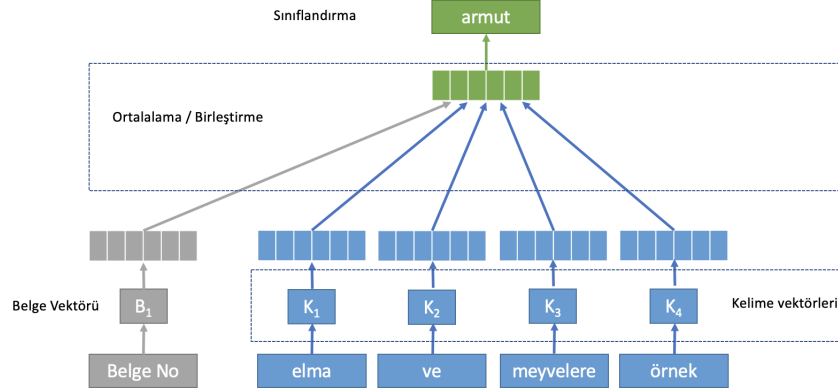 Sınıflandırma
armut
Ortalalama / Birleştirme
Belge Vektörü
B1
K1
K2
K3
K4
Kelime vektörleri
Belge No
elma
ve
meyvelere
örnek